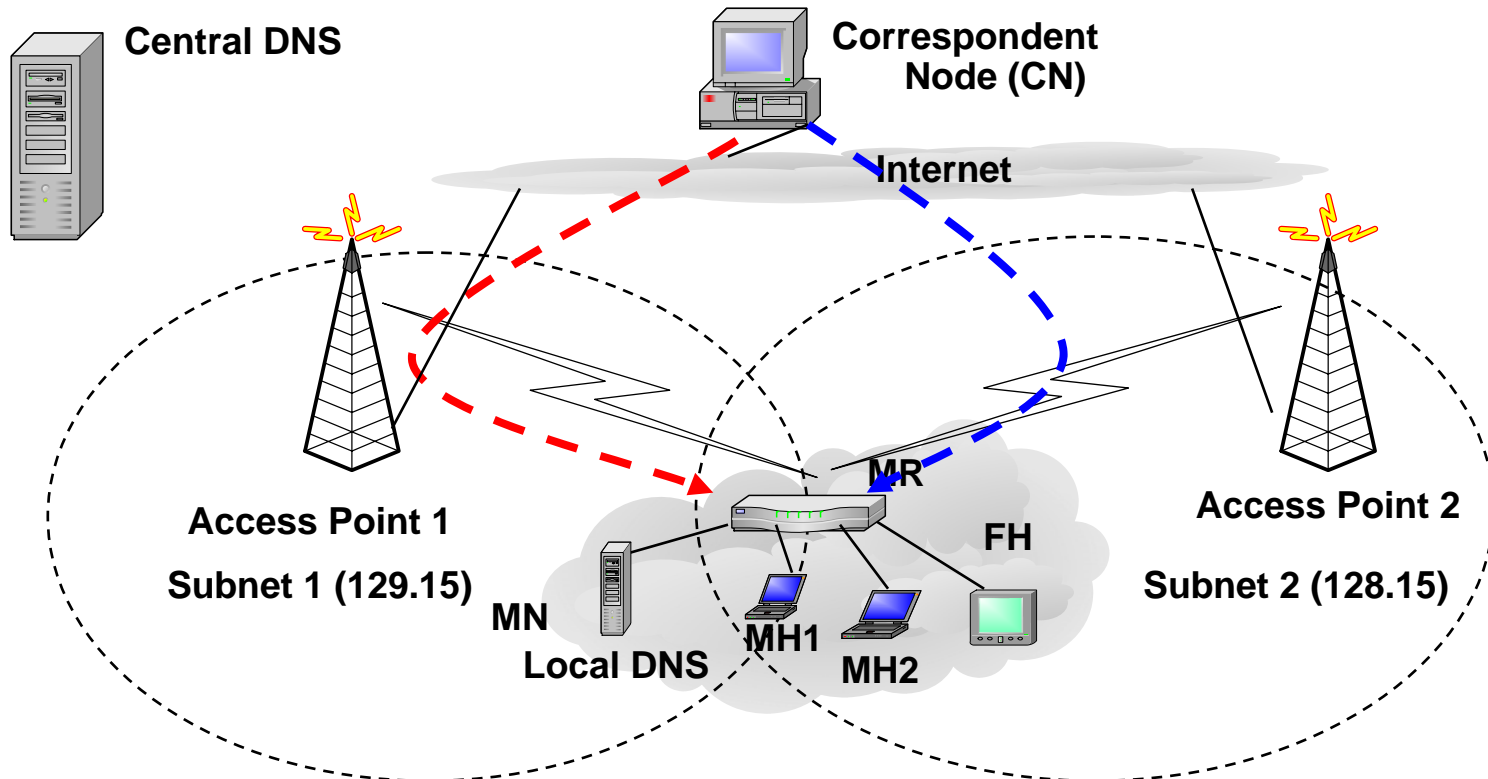 Central DNS
Correspondent
Node (CN)
Internet
MR
Access Point 1
Access Point 2
FH
Subnet 1 (129.15)
Subnet 2 (128.15)
MN
MH1
Local DNS
MH2